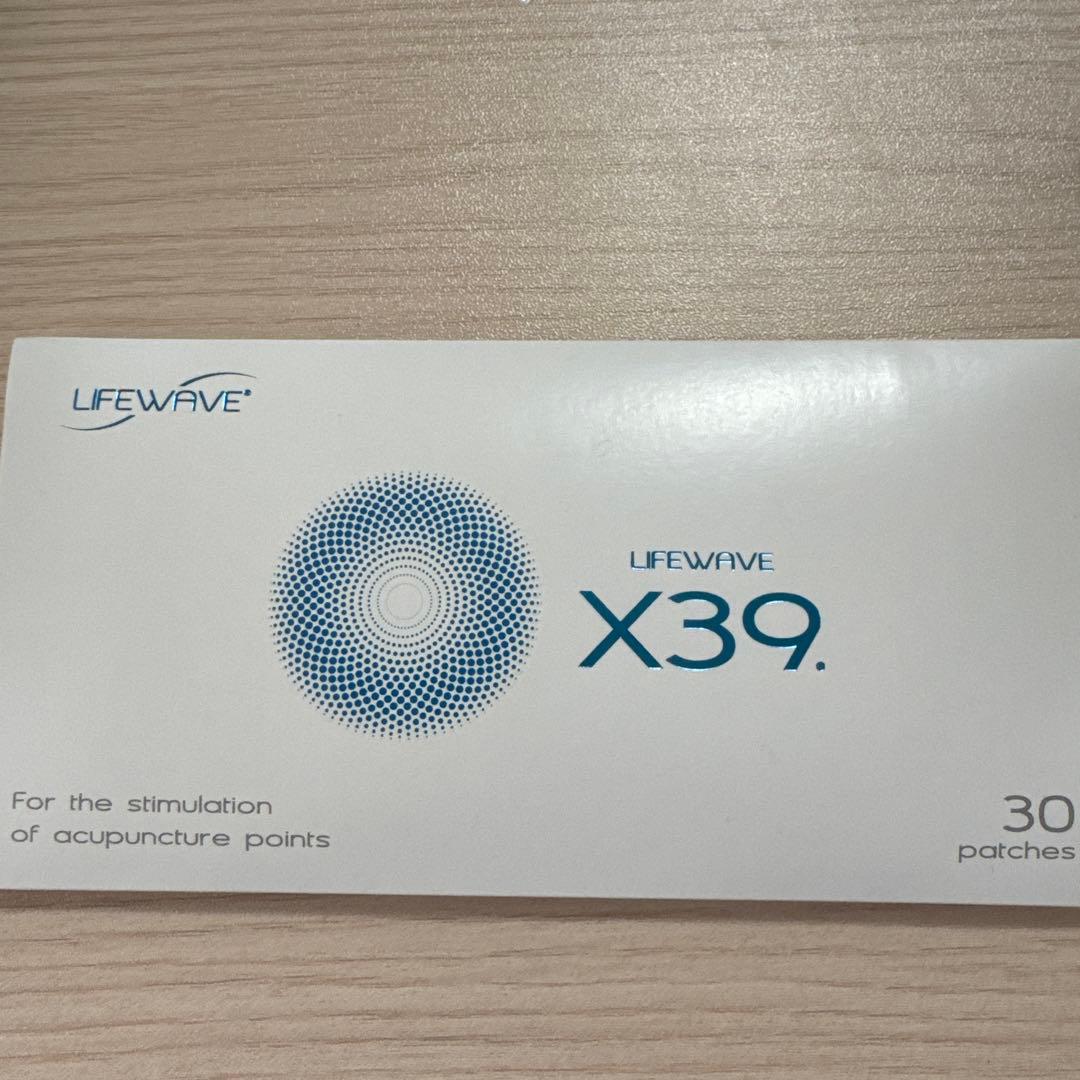 LIFEWAVE®
LIFEWAVE
X39.
For the stimulation
of acupuncture points
30
patches